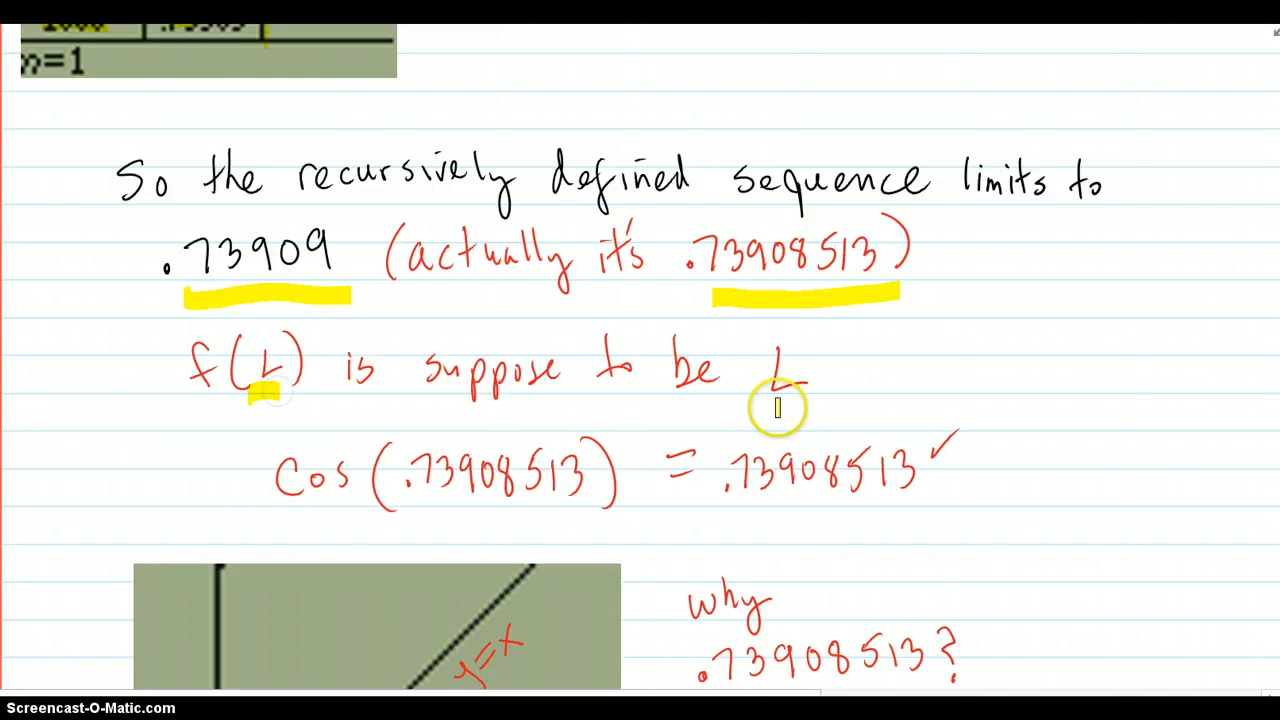 n=1
So the recursively defined sequence limits to
.73909 (actually it's .73908513)
f(L) is suppose to be L
cos(.73908513) = .73908513 ✓
why
.73908513?
y=x
Screencast-O-Matic.com